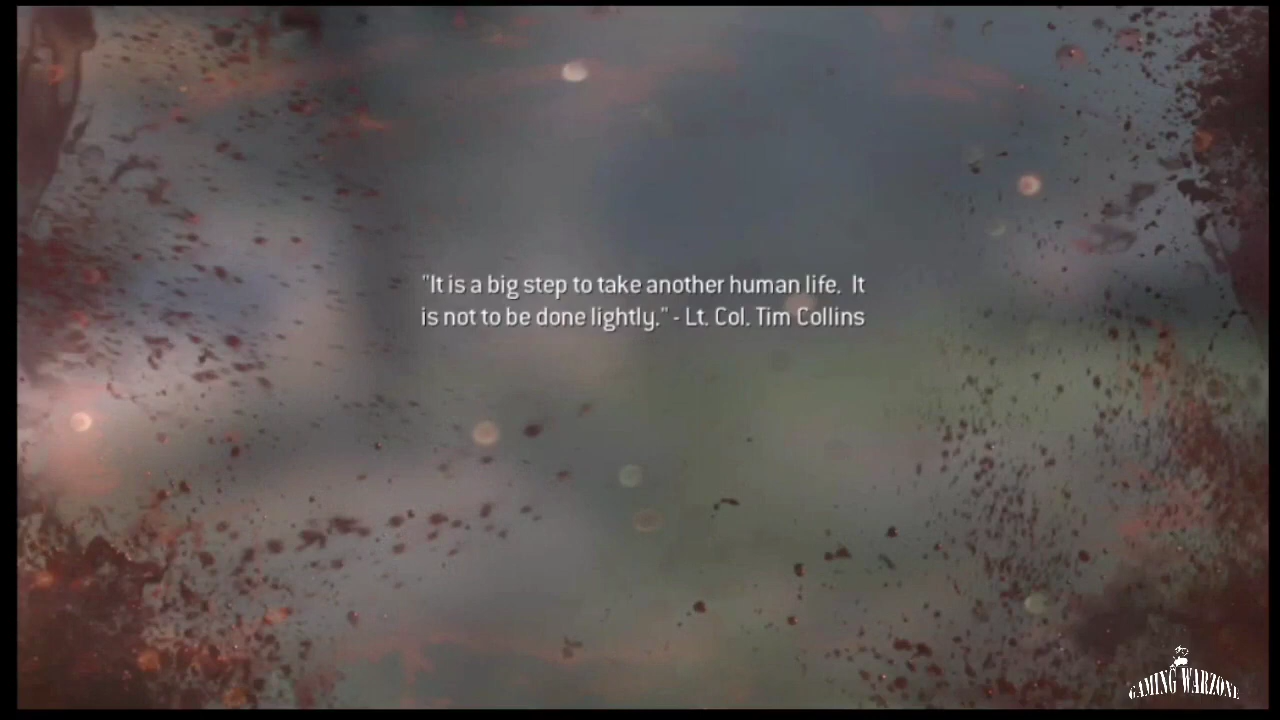 "It is a big step to take another human life. It
is not to be done lightly." - Lt. Col. Tim Collins
GAMING WARZONE